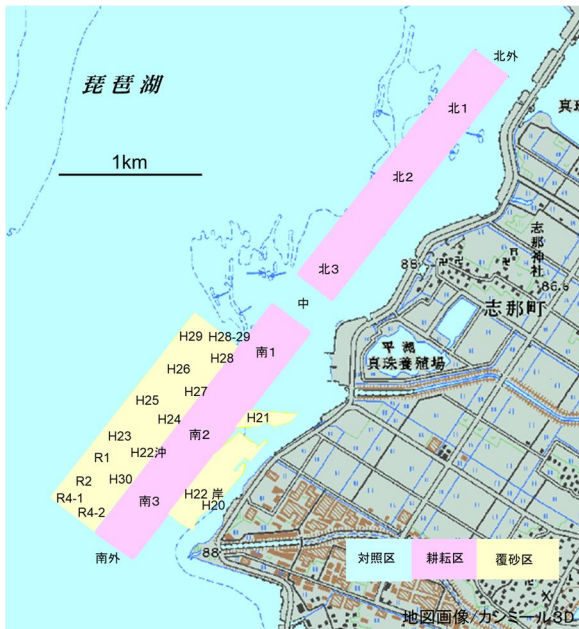 北外
琵琶湖
北1
真珠
1km
北2
志那神社
北3
88
86.6
中
志那町
H29
H28-29
H28
南1
平湖
真珠養殖場
H26
H27
H25
H24
H21
H23
南2
R1
H22沖
R2
H30
H22 岸
R4-1
南3
H20
R4-2
南外
88
対照区
耕耘区
覆砂区
地図画像/カシミール3D